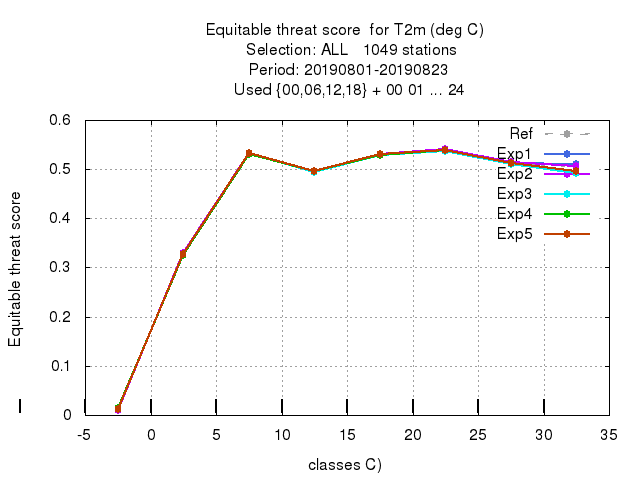 Equitable threat score  for T2m (deg C)
Selection: ALL   1049 stations
Period: 20190801-20190823
Used {00,06,12,18} + 00 01 ... 24
Equitable threat score
0.6
0.5
0.4
0.3
0.2
0.1
0
-5 0 5 10 15 20 25 30 35
classes C)
Ref
Exp1
Exp2
Exp3
Exp4
Exp5